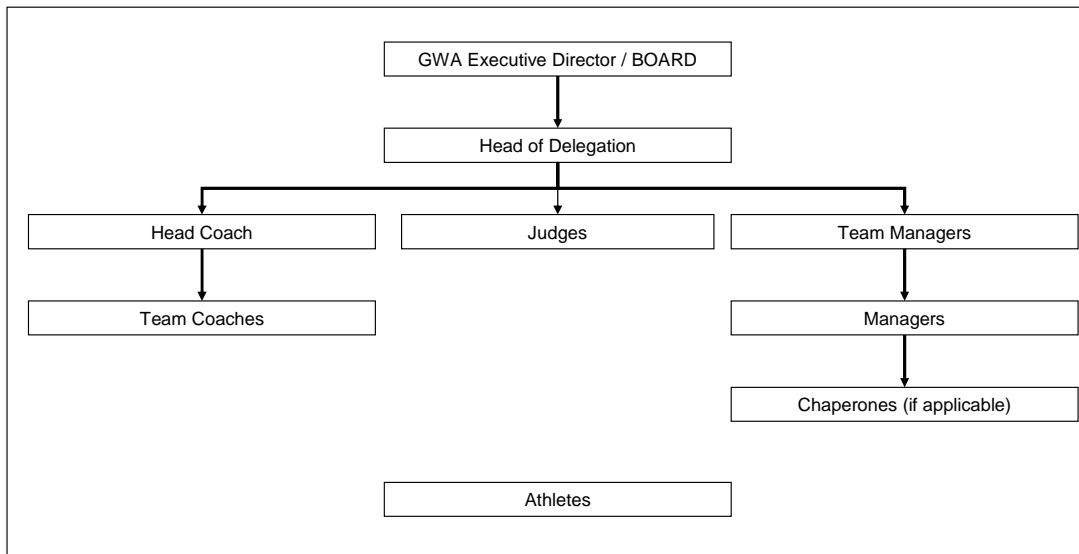 GWA Executive Director / BOARD
Head of Delegation
Head Coach
Judges
Team Managers
Team Coaches
Managers
Chaperones (if applicable)
Athletes